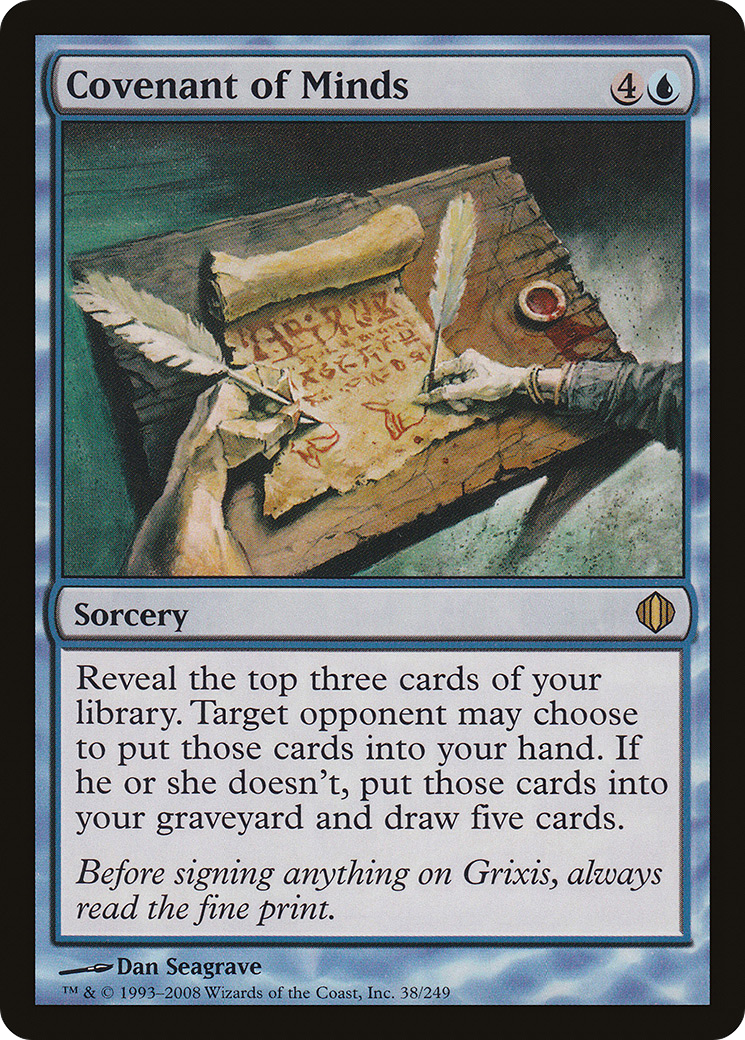 Covenant of Minds
4
Sorcery
Reveal the top three cards of your
library. Target opponent may choose
to put those cards into your hand. If
he or she doesn't, put those cards into
your graveyard and draw five cards.
Before signing anything on Grixis, always
read the fine print.
Dan Seagrave
™ & © 1993–2008 Wizards of the Coast, Inc. 38/249